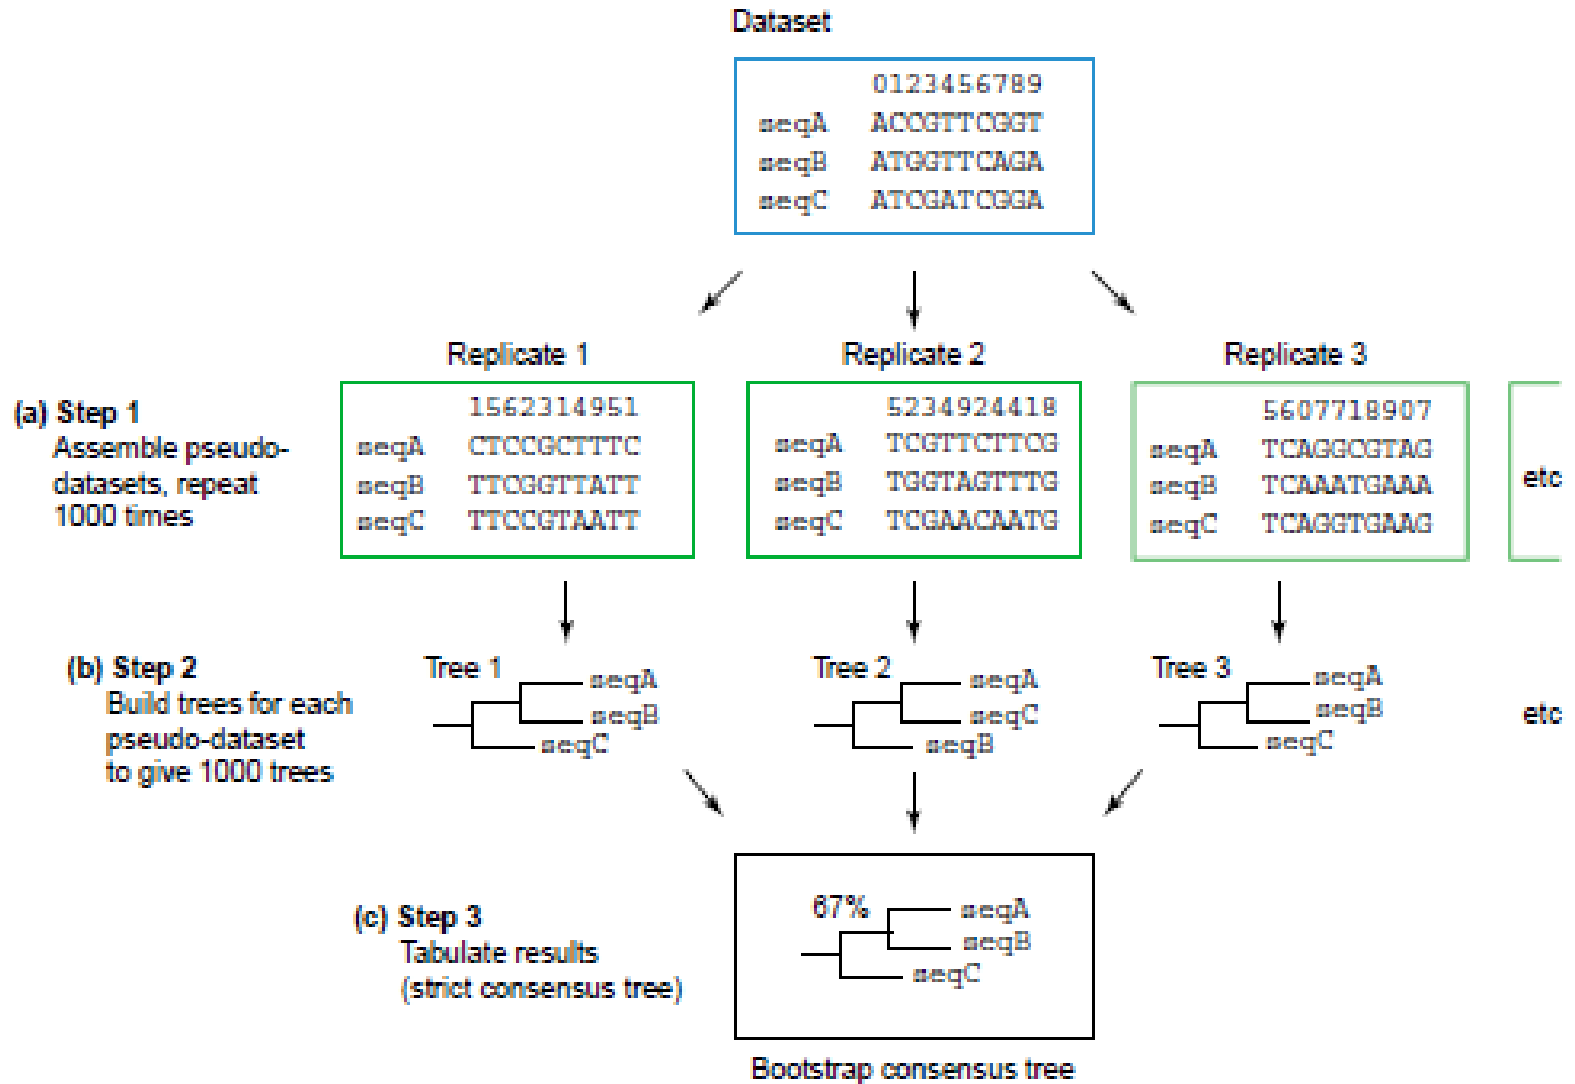 Dataset
0123456789
seqA ACCGTTCGGT
seqB ATGGTTCAGA
seqC ATCGATCGGA
Replicate 1 Replicate 2 Replicate 3
(a) Step 1
Assemble pseudo-
datasets, repeat
1000 times
1562314951
seqA CTCCGCTTTC
seqB TTCGGTTATT
seqC TTCCGTAATT
5234924418
seqA TCGTTCTTCG
seqB TGGTAGTTTG
seqC TCGAACAATG
5607718907
seqA TCAGGCGTAG
seqB TCAAATGAAA
seqC TCAGGTGAAG
etc
(b) Step 2
Build trees for each
pseudo-dataset
to give 1000 trees
Tree 1
seqA
seqB
seqC
Tree 2
seqA
seqC
seqB
Tree 3
seqA
seqB
seqC
etc
(c) Step 3
Tabulate results
(strict consensus tree)
67%
seqA
seqB
seqC
Bootstrap consensus tree